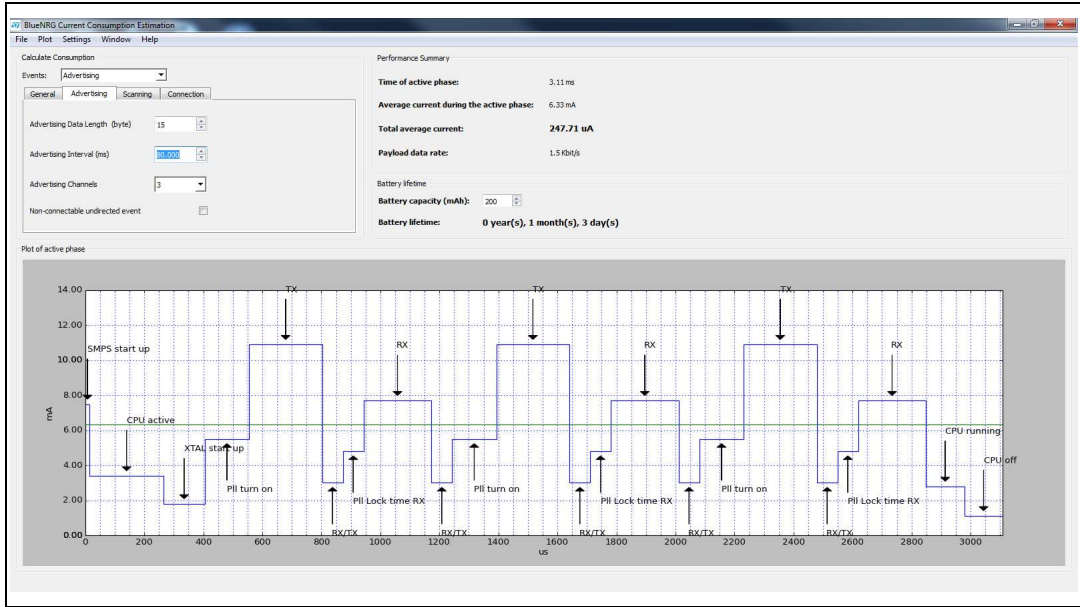 BlueNRG Current Consumption Estimation
File Plot Settings Window Help
Calculate Consumption
Events: Advertising
General Advertising Scanning Connection
Advertising Data Length (byte) 15
Advertising Interval (ms) 80.000
Advertising Channels 3
Non-connectable undirected event
Performance Summary
Time of active phase: 3.11 ms
Average current during the active phase: 6.33 mA
Total average current: 247.71 uA
Payload data rate: 1.5 Kbit/s
Battery lifetime
Battery capacity (mAh): 200
Battery lifetime: 0 year(s), 1 month(s), 3 day(s)
Plot of active phase
14.00
12.00
10.00
8.00
6.00
4.00
2.00
0.00
mA
TX TX TX
SMPS start up RX RX RX
CPU active CPU running
XTAL start up CPU off
Pll turn on Pll turn on Pll turn on
Pll Lock time RX Pll Lock time RX Pll Lock time RX
RX/TX RX/TX RX/TX RX/TX RX/TX
0 200 400 600 800 1000 1200 1400 1600 1800 2000 2200 2400 2600 2800 3000
us